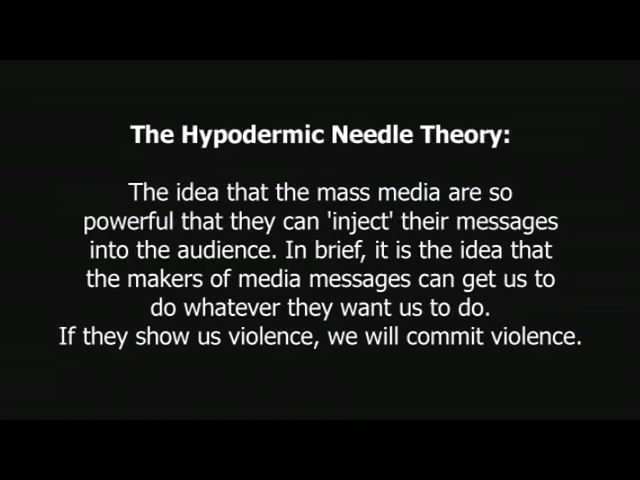 The Hypodermic Needle Theory:
The idea that the mass media are so
powerful that they can 'inject' their messages
into the audience. In brief, it is the idea that
the makers of media messages can get us to
do whatever they want us to do.
If they show us violence, we will commit violence.